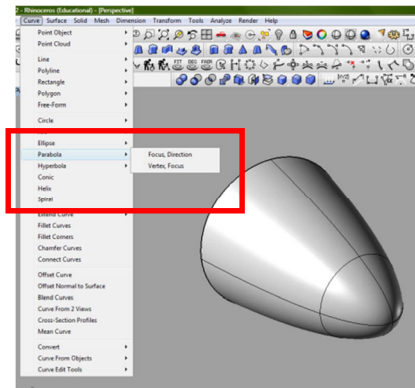 2 - Rhinoceros (Educational) - [Perspective]
Curve Surface Solid Mesh Dimension Transform Tools Analyze Render Help
Point Object
Point Cloud
Line
Polyline
Rectangle
Polygon
Free-Form
Circle
Ellipse
Parabola
Focus, Direction
Hyperbola
Vertex, Focus
Conic
Helix
Spiral
Extend Curve
Fillet Curves
Fillet Corners
Chamfer Curves
Connect Curves
Offset Curve
Offset Normal to Surface
Blend Curves
Curve From 2 Views
Cross-Section Profiles
Mean Curve
Convert
Curve From Objects
Curve Edit Tools